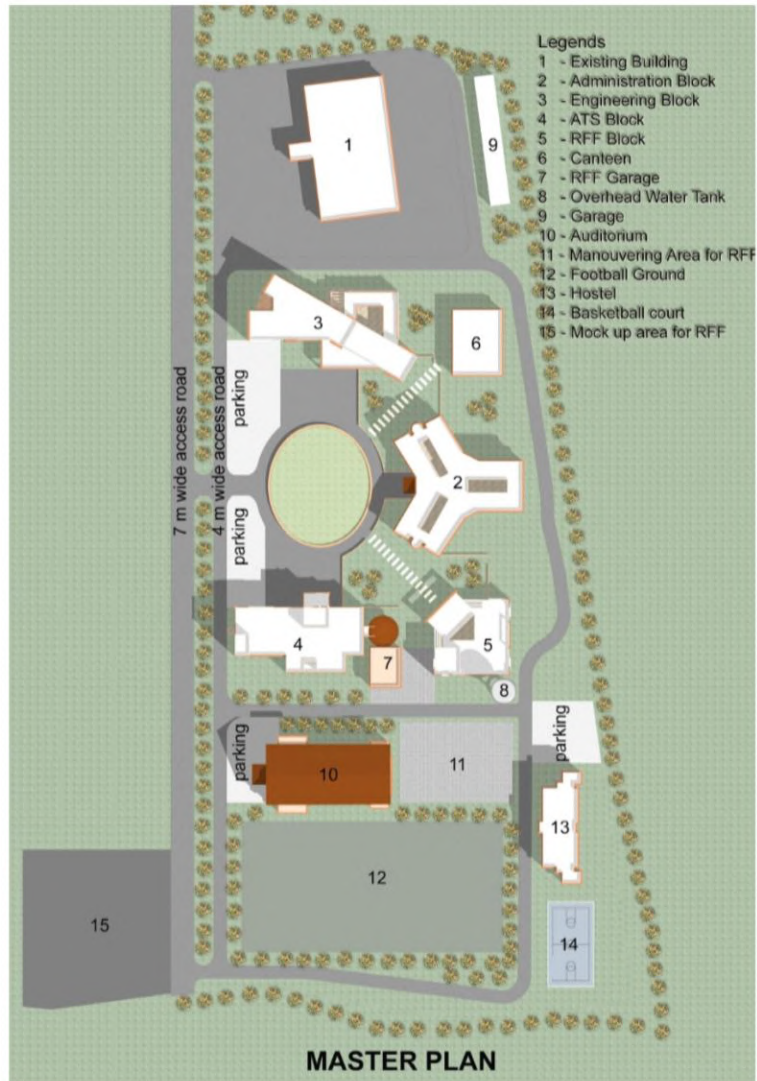 Legends
1 - Existing Building
2 - Administration Block
3 - Engineering Block
4 - ATS Block
5 - RFF Block
6 - Canteen
7 - RFF Garage
8 - Overhead Water Tank
9 - Garage
10 - Auditorium
11 - Manouvering Area for RFF
12 - Football Ground
13 - Hostel
14 - Basketball court
15 - Mock up area for RFF
1
9
3
6
parking
7 m wide access road
4 m wide access road
2
parking
4
5
7
8
parking
parking
10
11
13
12
15
14
MASTER PLAN